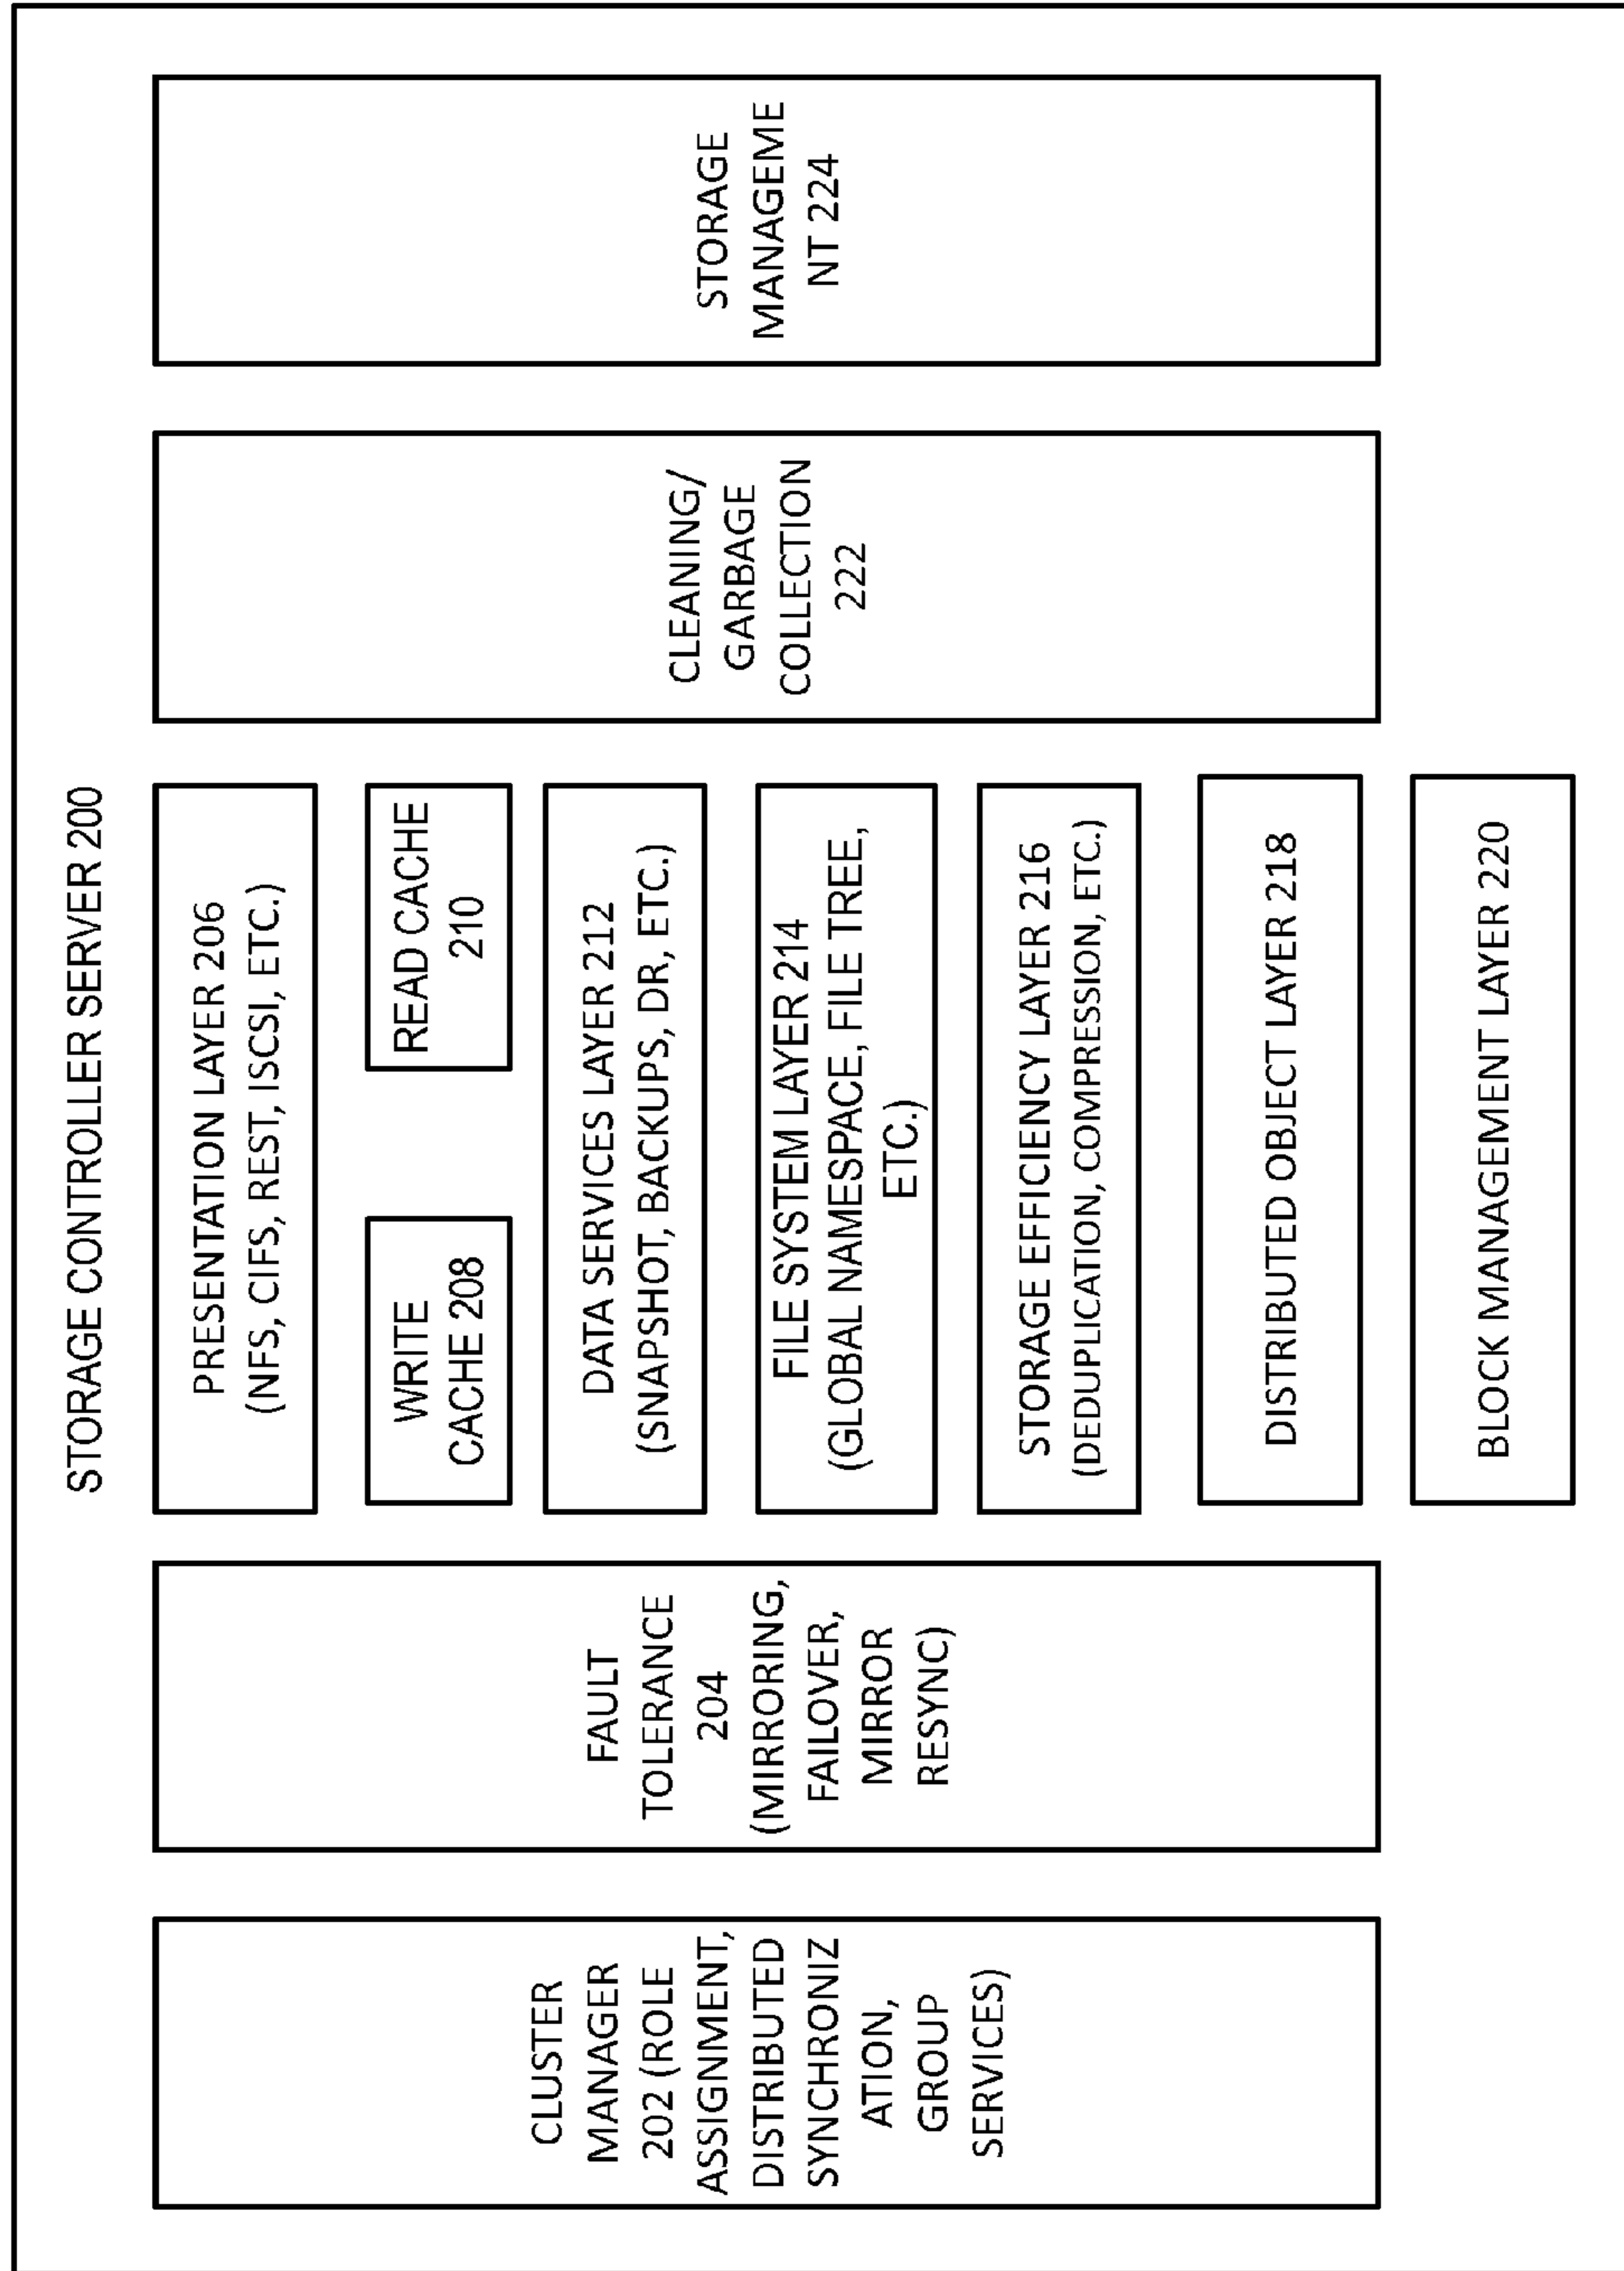 STORAGE CONTROLLER SERVER 200
CLUSTER
MANAGER
202 (ROLE
ASSIGNMENT,
DISTRIBUTED
SYNCHRONIZ
ATION,
GROUP
SERVICES)
FAULT
TOLERANCE
204
(MIRRORING,
FAILOVER,
MIRROR
RESYNC)
PRESENTATION LAYER 206
(NFS, CIFS, REST, ISCSI, ETC.)
WRITE
CACHE 208
READ CACHE
210
DATA SERVICES LAYER 212
(SNAPSHOT, BACKUPS, DR, ETC.)
FILE SYSTEM LAYER 214
(GLOBAL NAMESPACE, FILE TREE,
ETC.)
STORAGE EFFICIENCY LAYER 216
(DEDUPLICATION, COMPRESSION, ETC.)
DISTRIBUTED OBJECT LAYER 218
BLOCK MANAGEMENT LAYER 220
CLEANING/
GARBAGE
COLLECTION
222
STORAGE
MANAGEME
NT 224